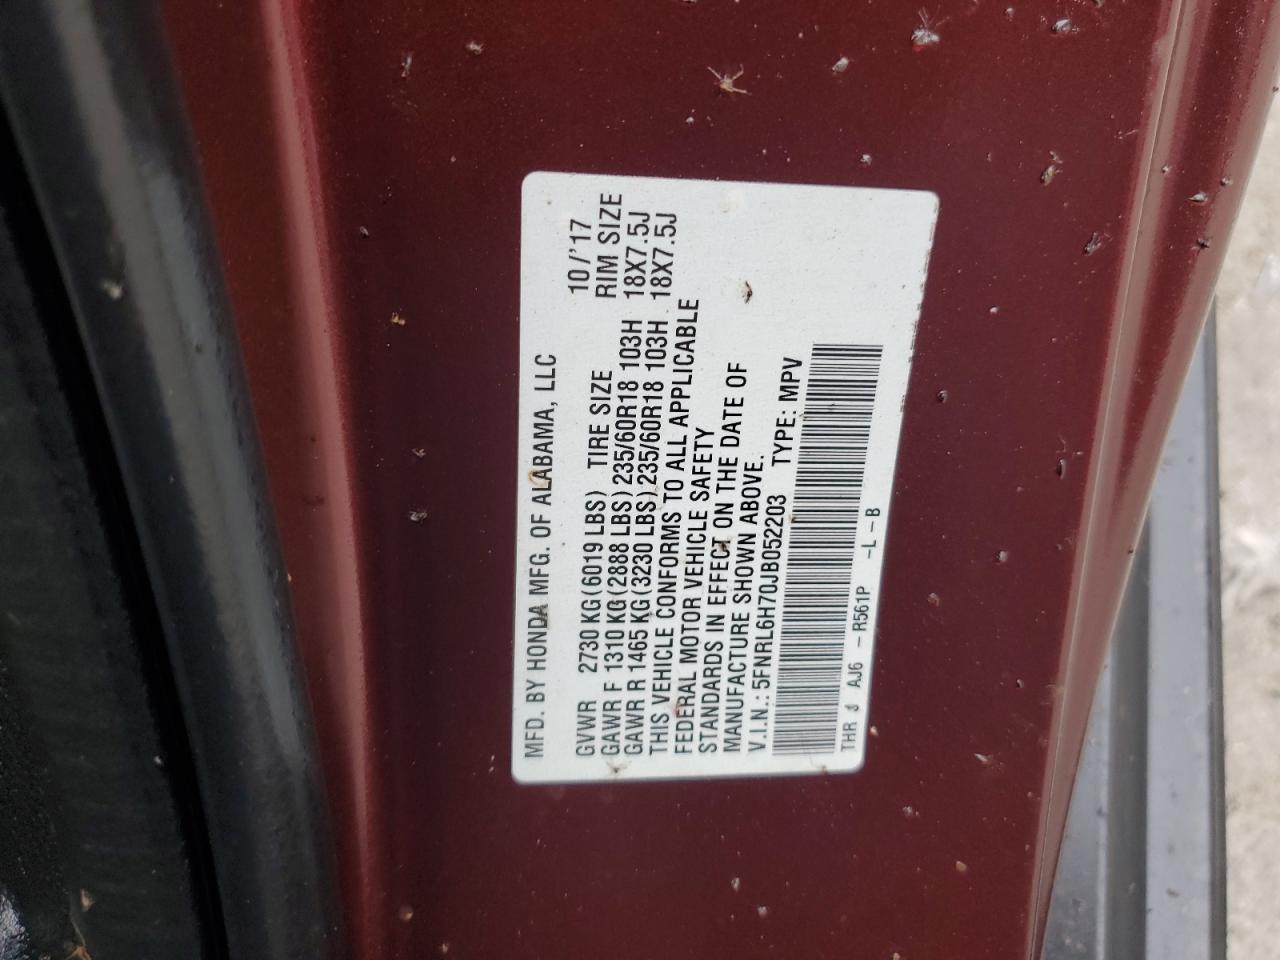 MFD. BY HONDA MFG. OF ALABAMA, LLC
10/'17
GVWR 2730 KG(6019 LBS) TIRE SIZE RIM SIZE
GAWR F 1310 KG(2888 LBS)235/60R18 103H 18X7.5J
GAWR R 1465 KG(3230 LBS)235/60R18 103H 18X7.5J
THIS VEHICLE CONFORMS TO ALL APPLICABLE
FEDERAL MOTOR VEHICLE SAFETY
STANDARDS IN EFFECT ON THE DATE OF
MANUFACTURE SHOWN ABOVE.
V.I.N.: 5FNRL6H70JB052203 TYPE: MPV
THR J AJ6 - R561P -L-B